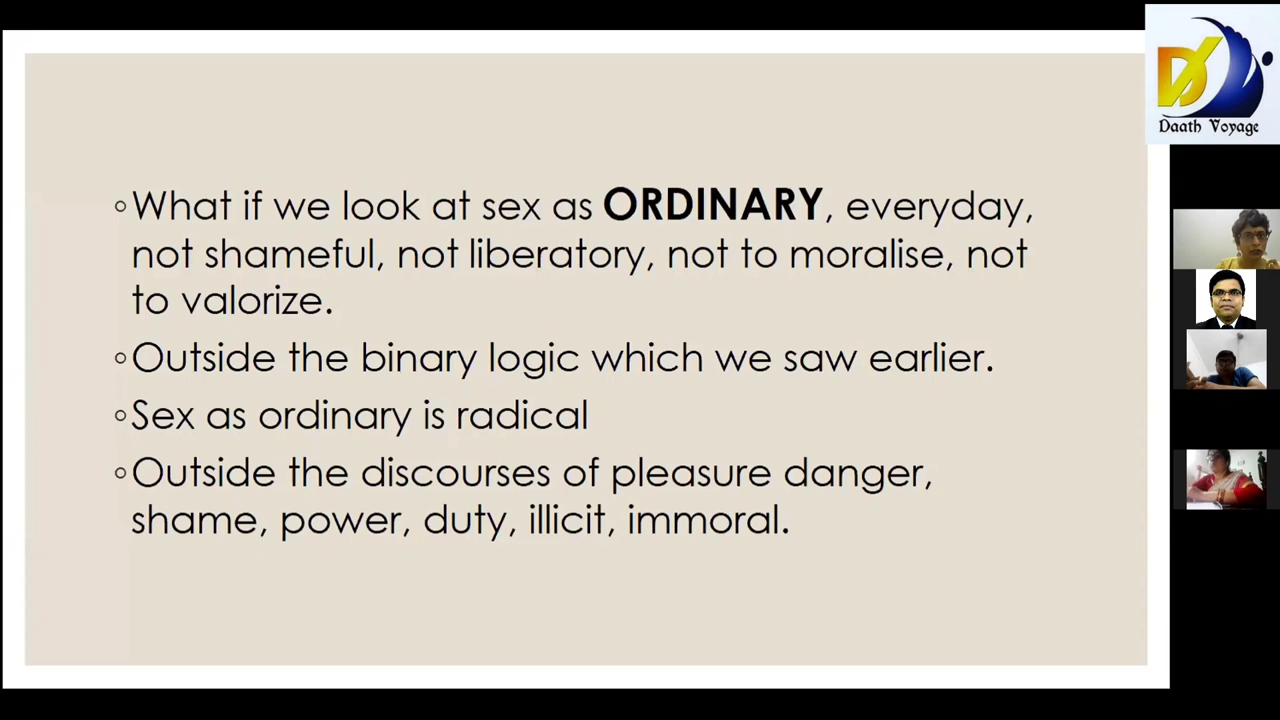 What if we look at sex as ORDINARY, everyday,
not shameful, not liberatory, not to moralise, not
to valorize.
Outside the binary logic which we saw earlier.
Sex as ordinary is radical
Outside the discourses of pleasure danger,
shame, power, duty, illicit, immoral.
Daath Voyage